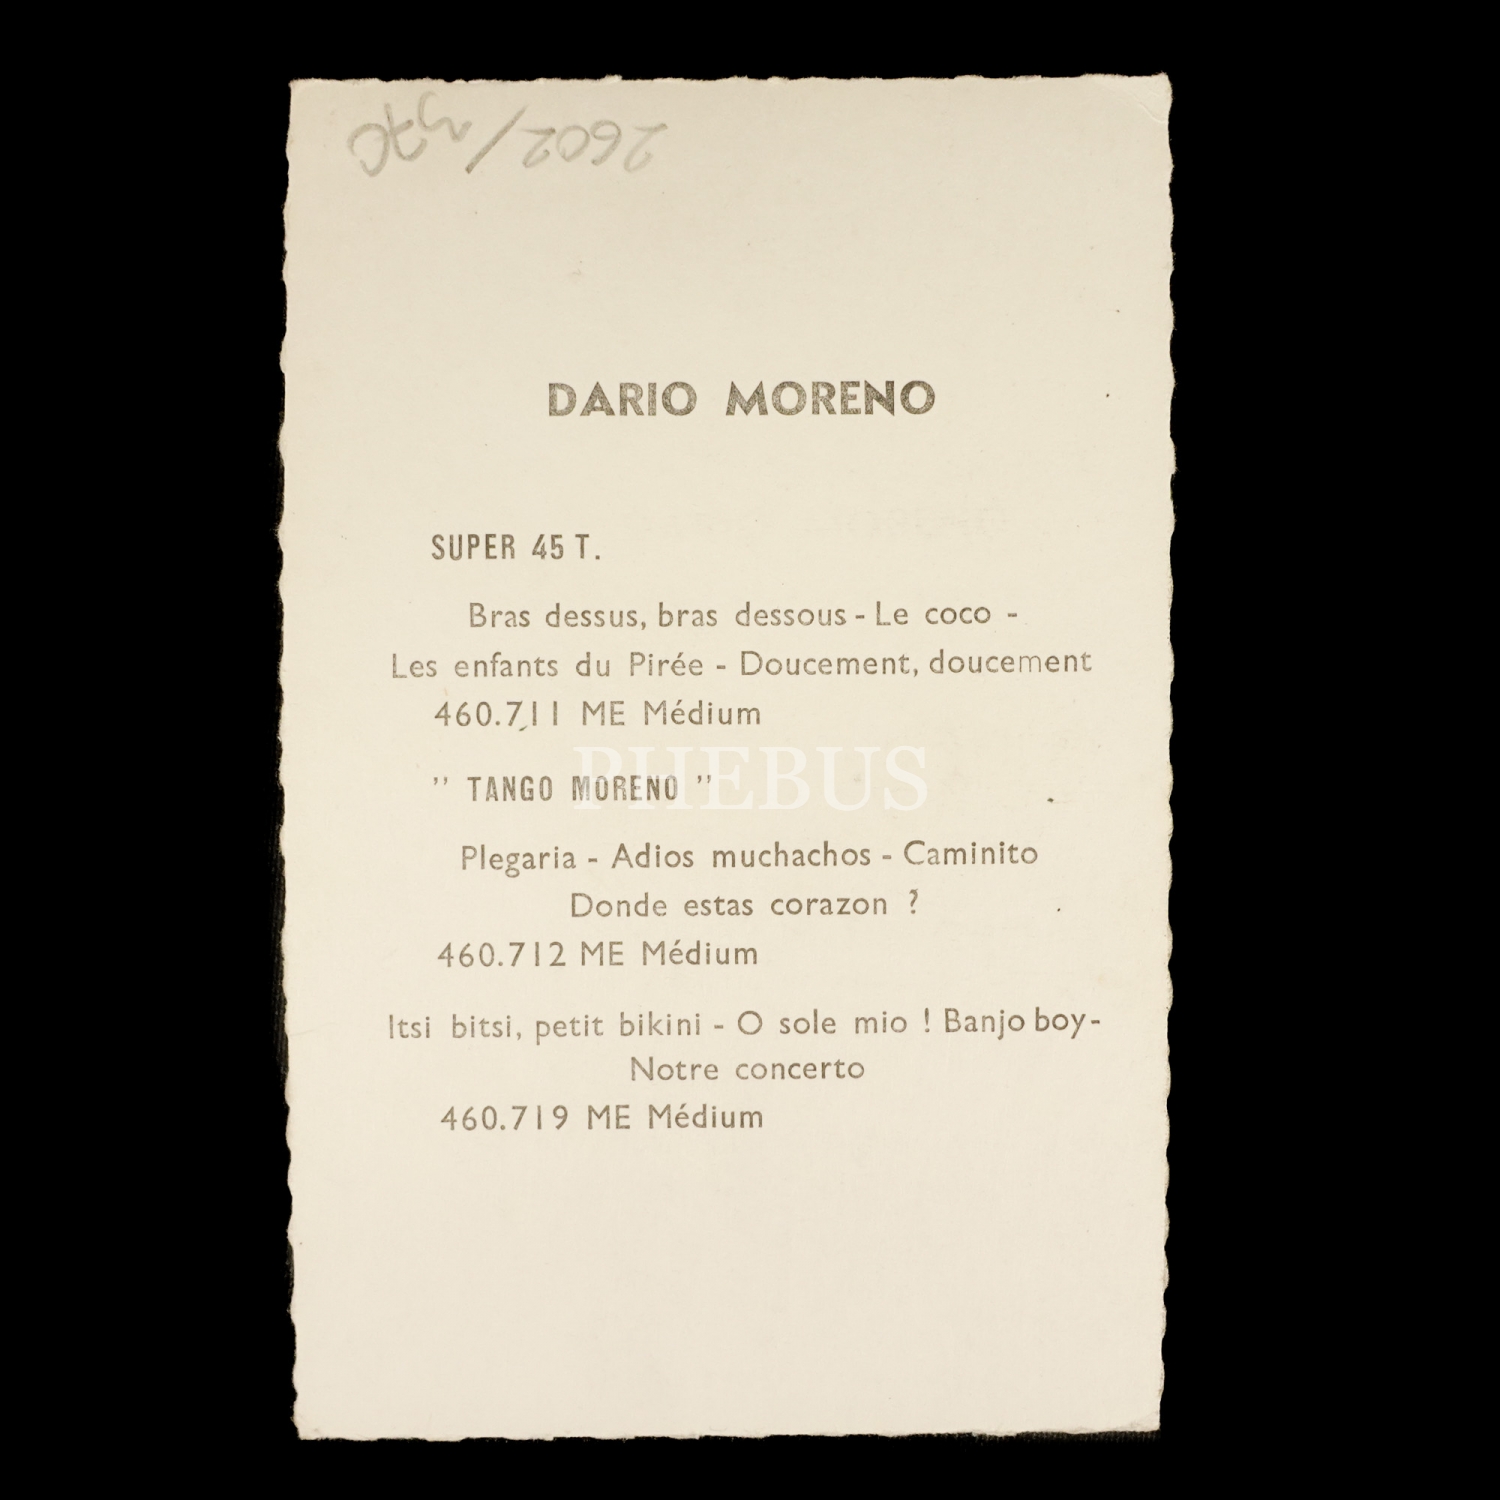 2602/
DARIO MORENO
SUPER 45 T.
Bras dessus, bras dessous - Le coco -
Les enfants du Pirée - Doucement, doucement
460.711 ME Médium
PHEBUS
" TANGO MORENO "
Plegaria - Adios muchachos - Caminito
Donde estas corazon ?
460.712 ME Médium
Itsi bitsi, petit bikini - O sole mio ! Banjo boy-
Notre concerto
460.719 ME Médium